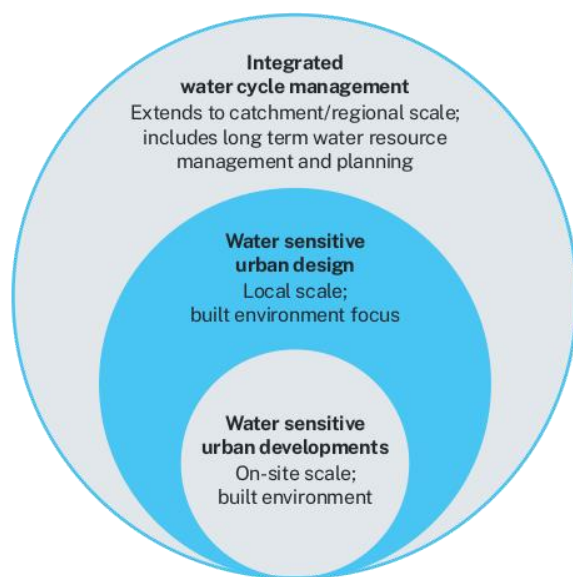 Integrated
water cycle management
Extends to catchment/regional scale;
includes long term water resource
management and planning
Water sensitive
urban design
Local scale;
built environment focus
Water sensitive
urban developments
On-site scale;
built environment